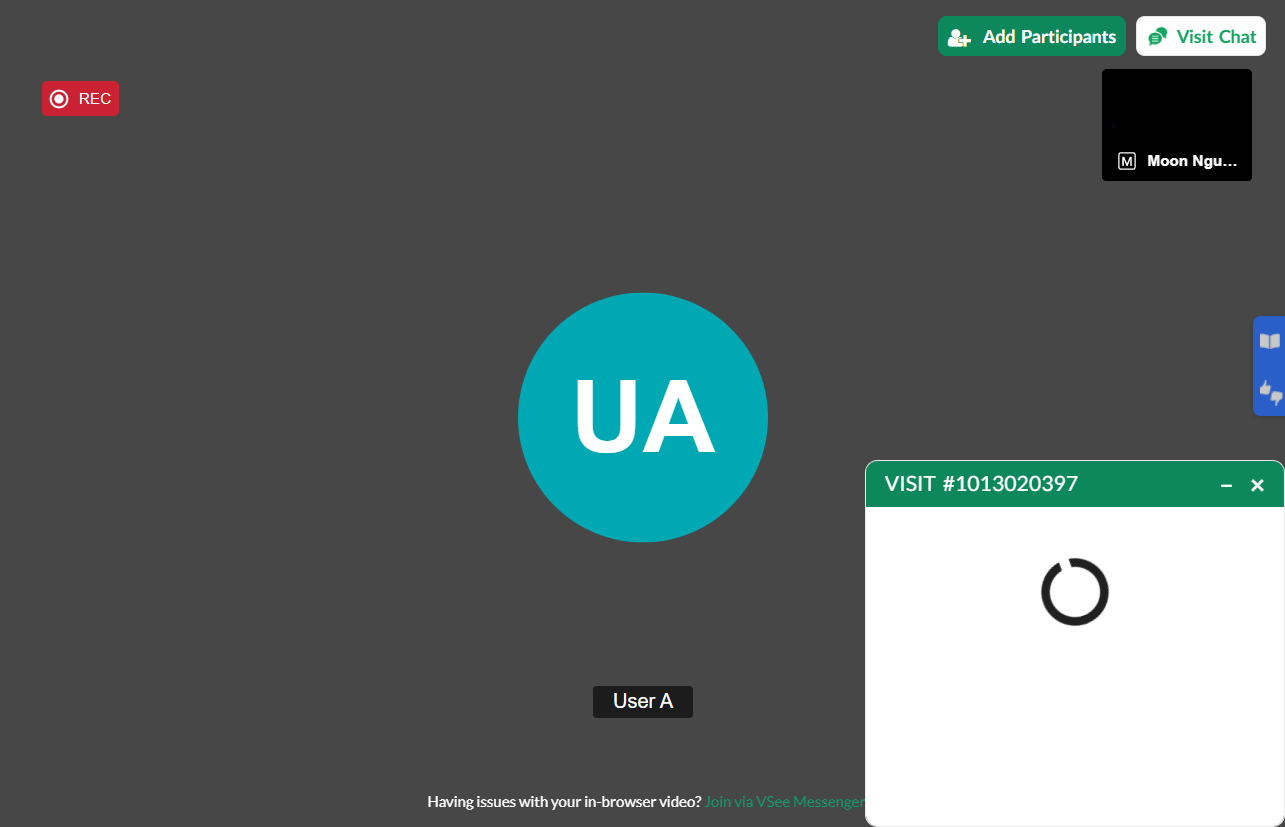 Add Participants
Visit Chat
REC
M
Moon Ngu...
UA
VISIT #1013020397
User A
Having issues with your in-browser video? Join via VSee Messenger